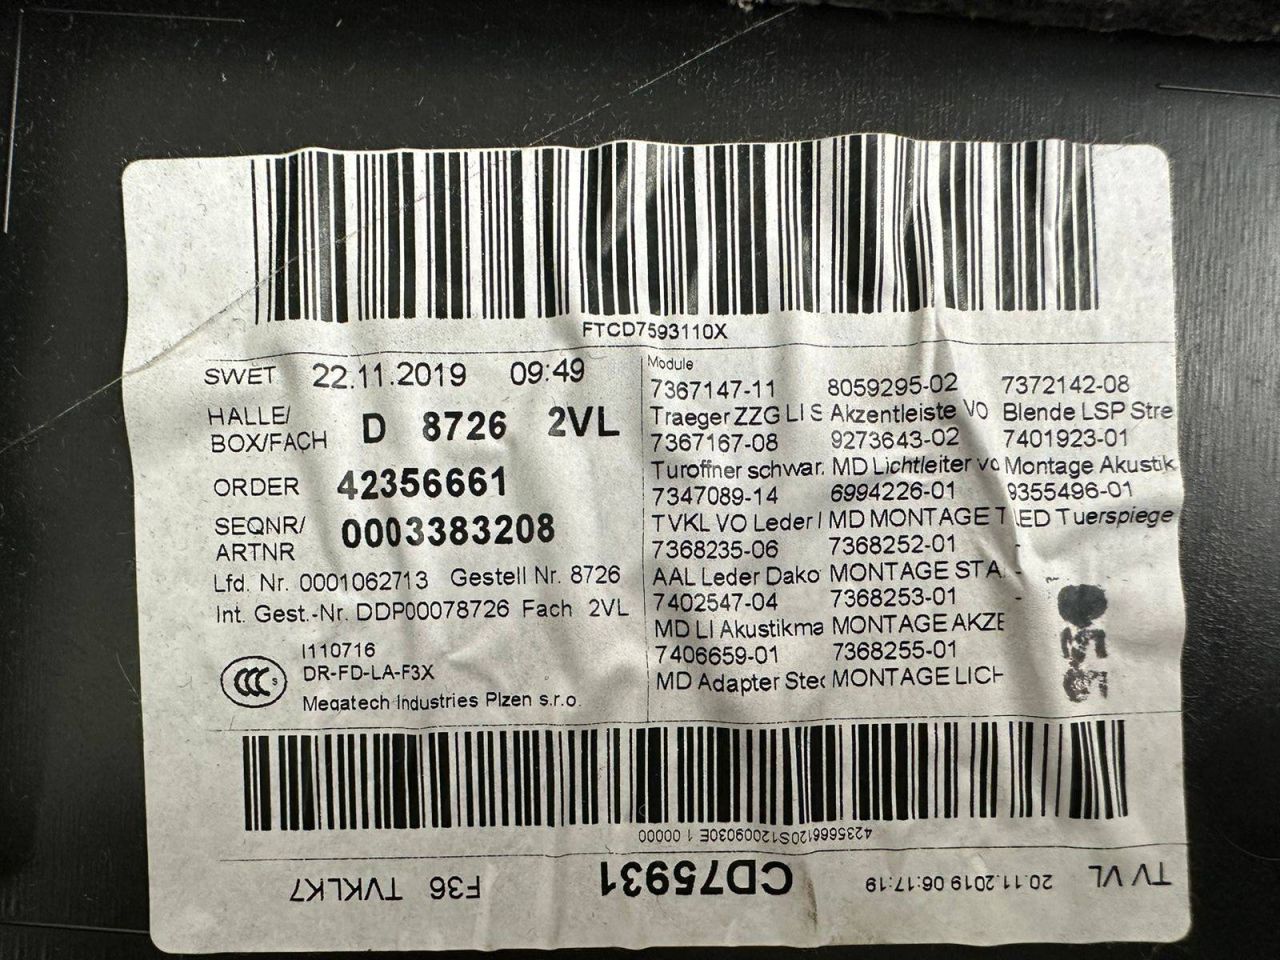 FTCD7593110X
SWET 22.11.2019 09:49
HALLE/
BOX/FACH D 8726 2VL
ORDER 42356661
SEQNR/
ARTNR 0003383208
Lfd. Nr. 0001062713 Gestell Nr. 8726
Int. Gest.-Nr. DDP00078726 Fach 2VL
I110716
DR-FD-LA-F3X
Megatech Industries Plzen s.r.o.
CCC S
Module
7367147-11 8059295-02 7372142-08
Traeger ZZG LI S Akzentleiste VO Blende LSP Stre
7367167-08 9273643-02 7401923-01
Turoffner schwar. MD Lichtleiter vo Montage Akustik
7347089-14 6994226-01 9355496-01
TVKL VO Leder l MD MONTAGE T LED Tuerspiege
7368235-06 7368252-01 -
AAL Leder Dako MONTAGE STA -
7402547-04 7368253-01 -
MD LI Akustikma MONTAGE AKZE
7406659-01 7368255-01
MD Adapter Stec MONTAGE LICH
4235666120S12009030E 1 00000
TV VL 20.11.2019 06:17:19 CD75931 F36 TVKLK7